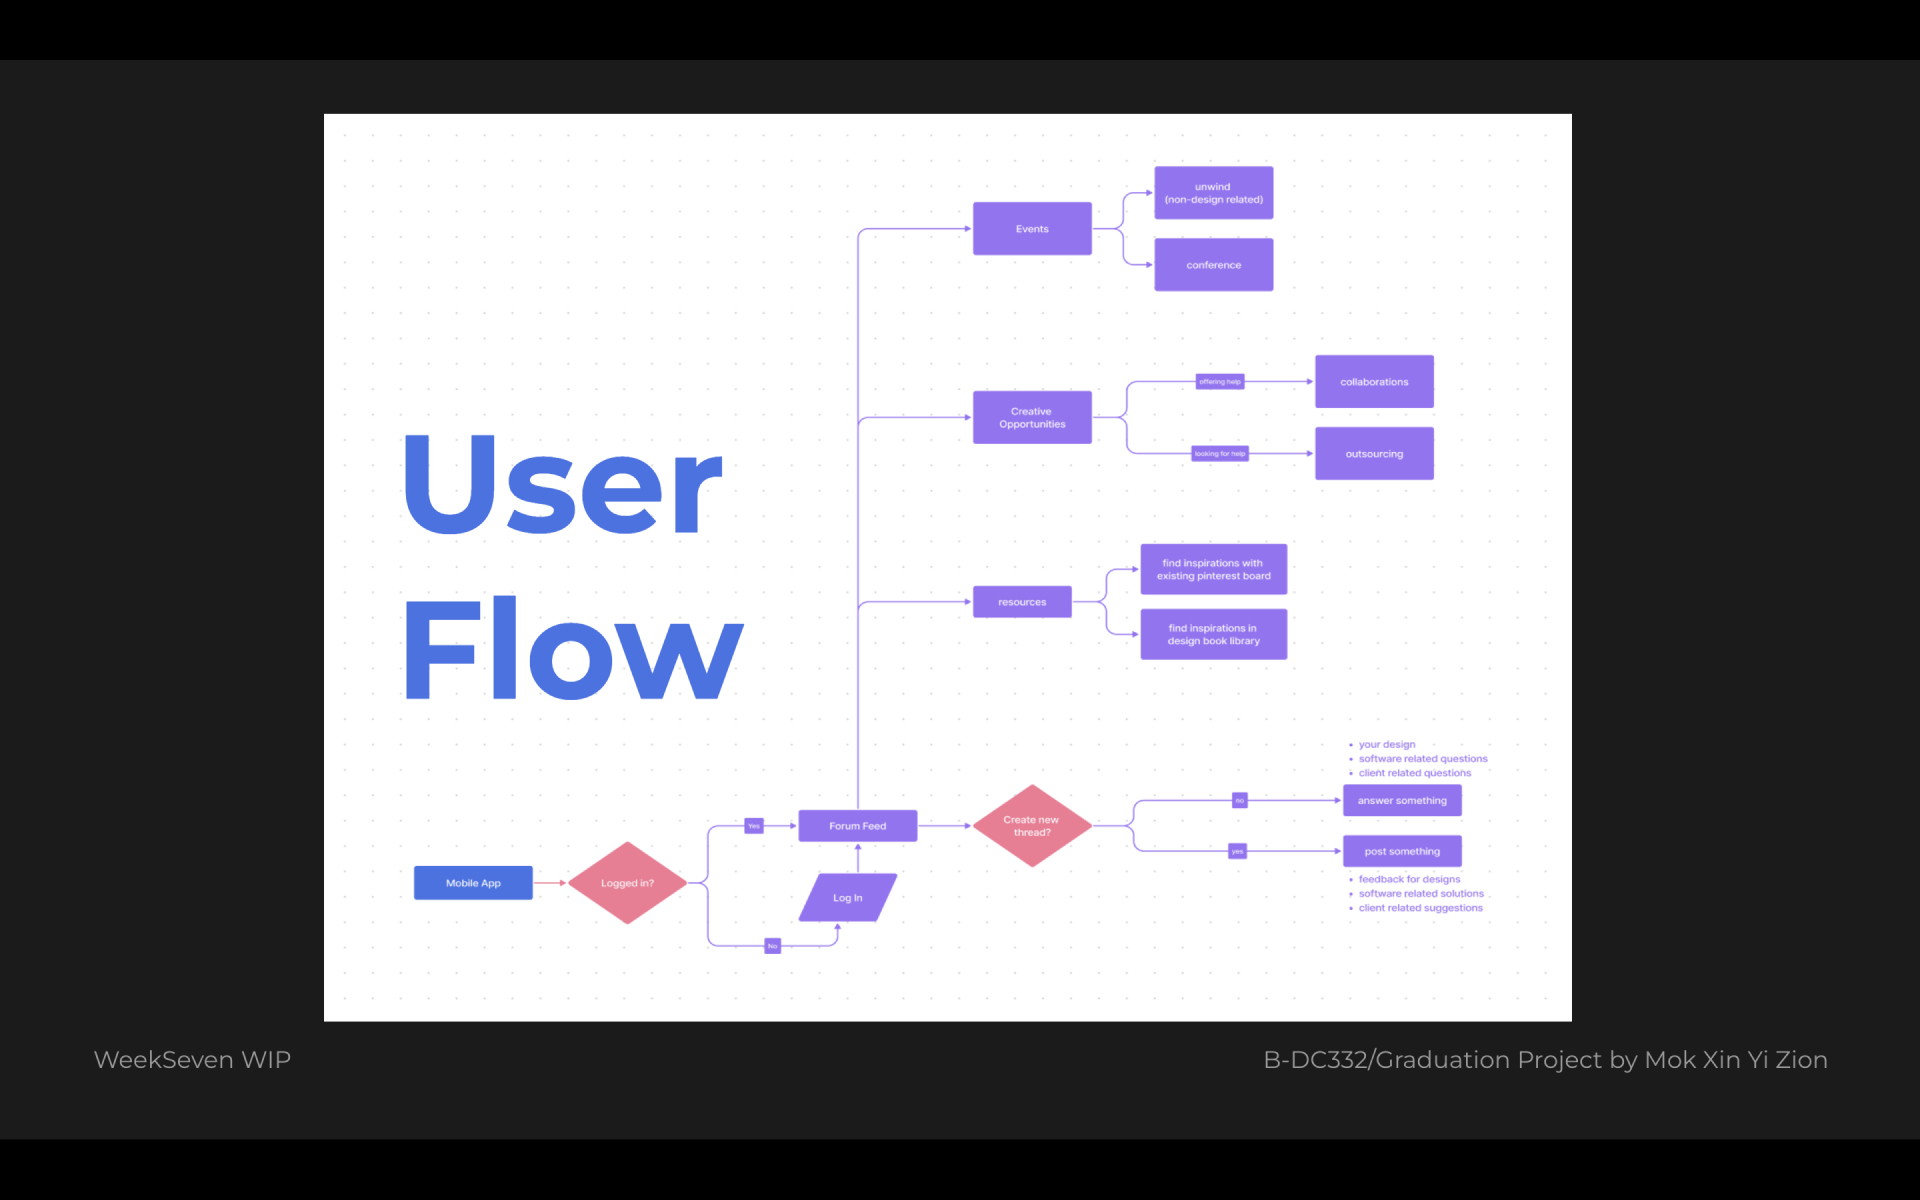 User
Flow
Events
unwind
(non-design related)
conference
Creative
Opportunities
offering help
collaborations
looking for help
outsourcing
resources
find inspirations with
existing pinterest board
find inspirations in
design book library
Mobile App
Logged in?
Yes
No
Log In
Forum Feed
Create new
thread?
no
• your design
• software related questions
• client related questions
answer something
yes
post something
• feedback for designs
• software related solutions
• client related suggestions
WeekSeven WIP
B-DC332/Graduation Project by Mok Xin Yi Zion